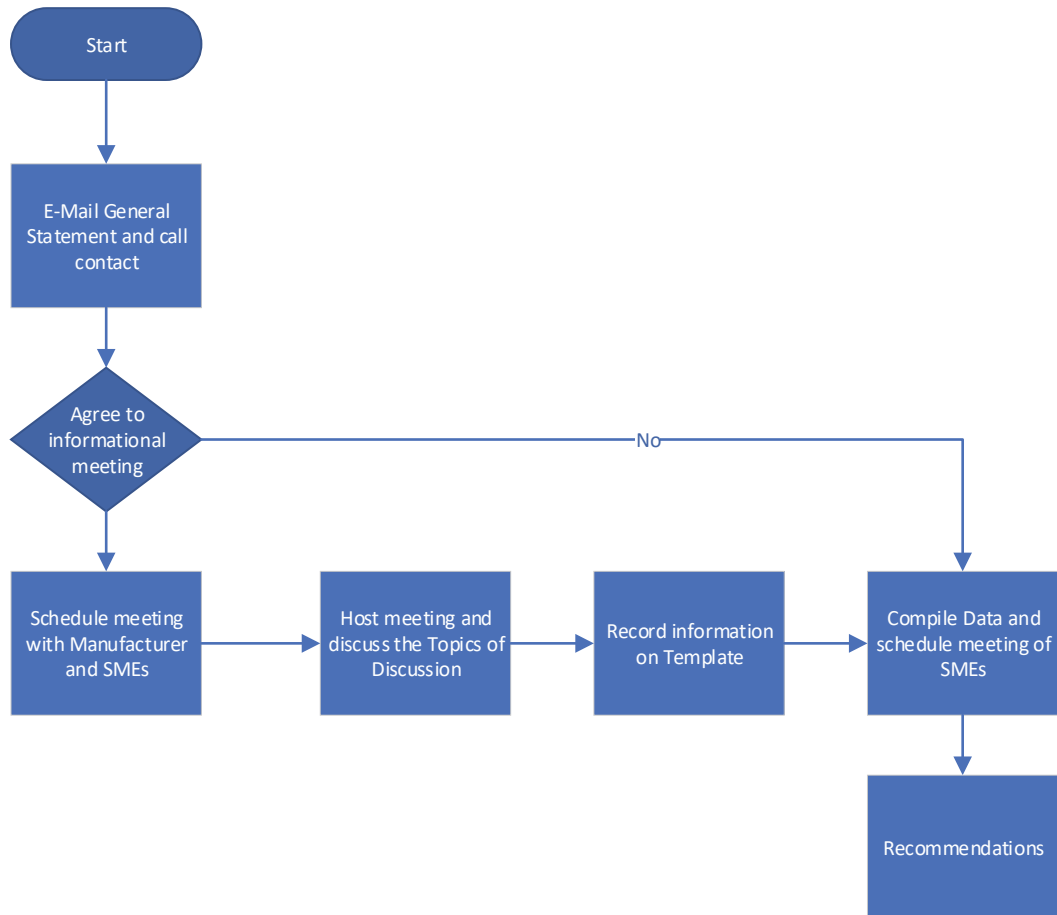 Start
E-Mail General
Statement and call
contact
Agree to
informational
meeting
No
Schedule meeting
with Manufacturer
and SMEs
Host meeting and
discuss the Topics of
Discussion
Record information
on Template
Compile Data and
schedule meeting of
SMEs
Recommendations